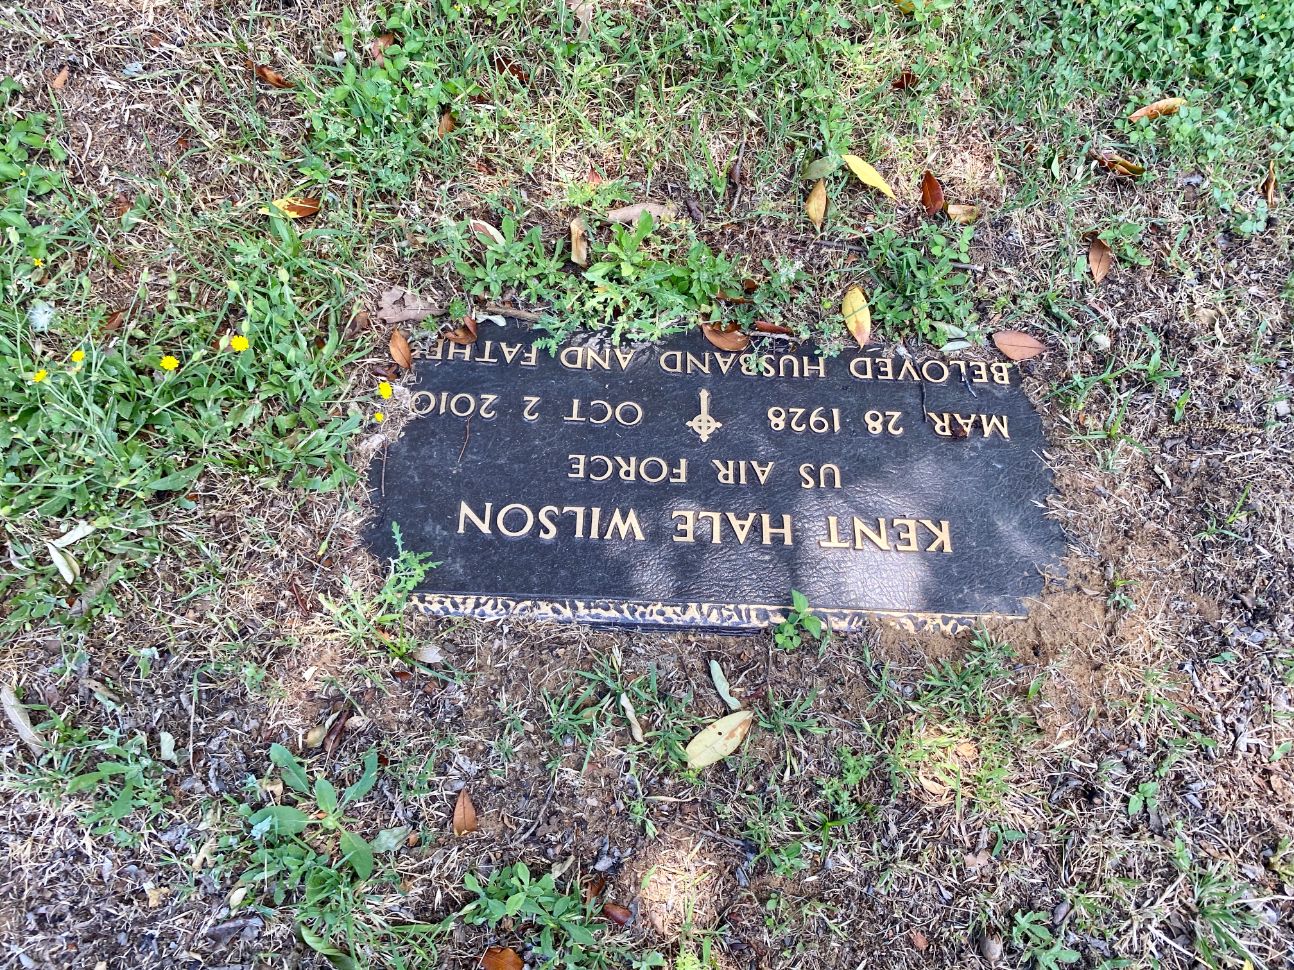 KENT HALE WILSON
US AIR FORCE
MAR 28 1928 OCT 2 2010
BELOVED HUSBAND AND FATHER